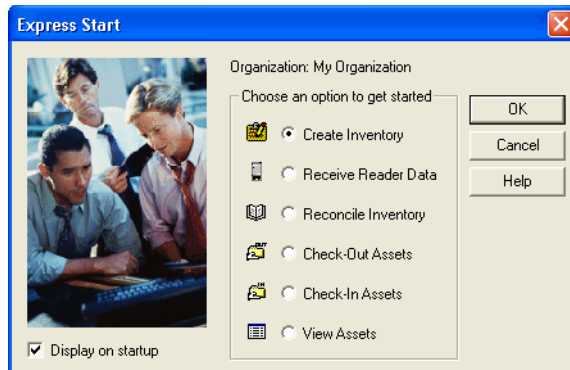 Express Start
Organization: My Organization
Choose an option to get started
Create Inventory
Receive Reader Data
Reconcile Inventory
Check-Out Assets
Check-In Assets
View Assets
OK
Cancel
Help
Display on startup